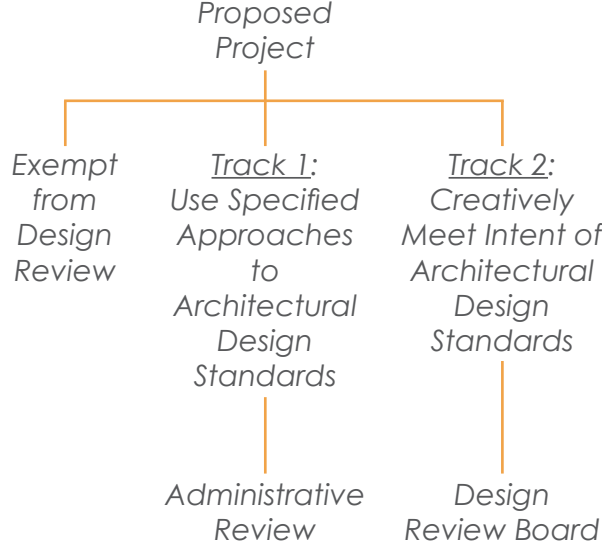 Proposed
Project
Exempt
from
Design
Review
Track 1:
Use Specified
Approaches
to
Architectural
Design
Standards
Track 2:
Creatively
Meet Intent of
Architectural
Design
Standards
Administrative
Review
Design
Review Board